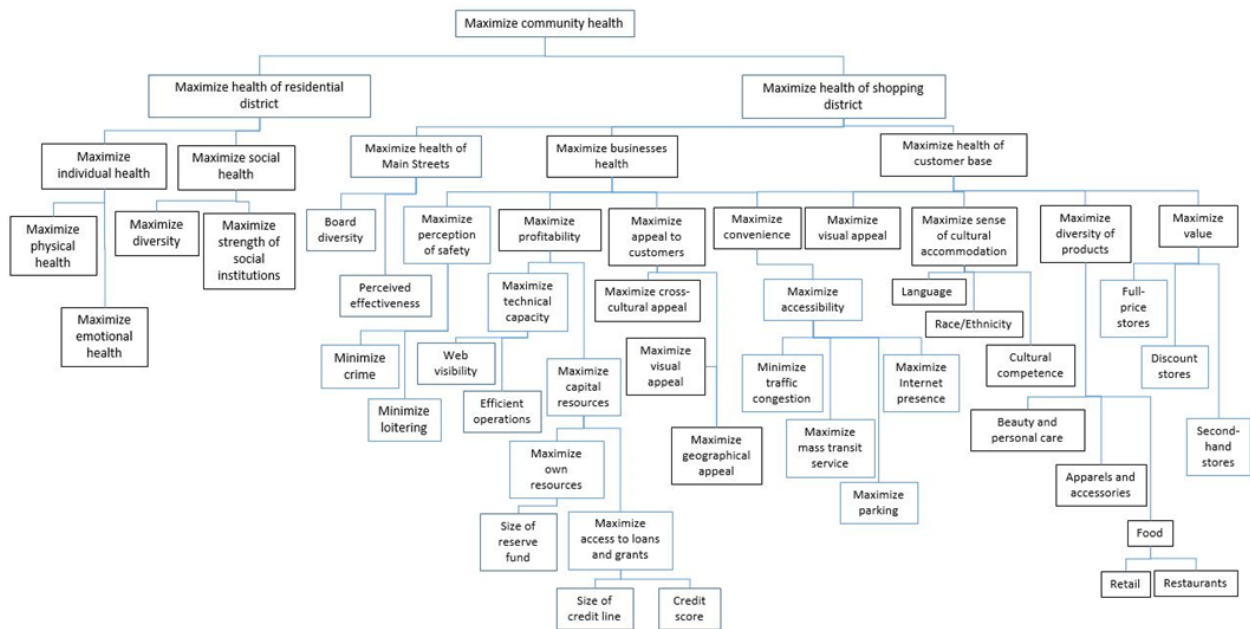 Maximize community health
Maximize health of residential
district
Maximize health of shopping
district
Maximize
individual health
Maximize social
health
Maximize health of
Main Streets
Maximize businesses
health
Maximize health of
customer base
Maximize
physical health
Maximize
diversity
Maximize
strength of
social
institutions
Maximize
emotional
health
Board
diversity
Perceived
effectiveness
Maximize
perception
of safety
Minimize
crime
Minimize
loitering
Maximize
profitability
Maximize
appeal to
customers
Maximize
convenience
Maximize
visual appeal
Maximize sense
of cultural
accommodation
Maximize
diversity of
products
Maximize
value
Maximize
technical
capacity
Web
visibility
Efficient
operations
Maximize
capital
resources
Maximize
own
resources
Size of
reserve
fund
Maximize
access to loans
and grants
Size of
credit line
Credit
score
Maximize cross-
cultural appeal
Maximize
visual
appeal
Maximize
geographical
appeal
Maximize
accessibility
Minimize
traffic
congestion
Maximize
mass transit
service
Maximize
parking
Maximize
Internet
presence
Language
Race/Ethnicity
Cultural
competence
Beauty and
personal care
Apparels and
accessories
Food
Retail
Restaurants
Full-
price
stores
Discount
stores
Second-
hand
stores